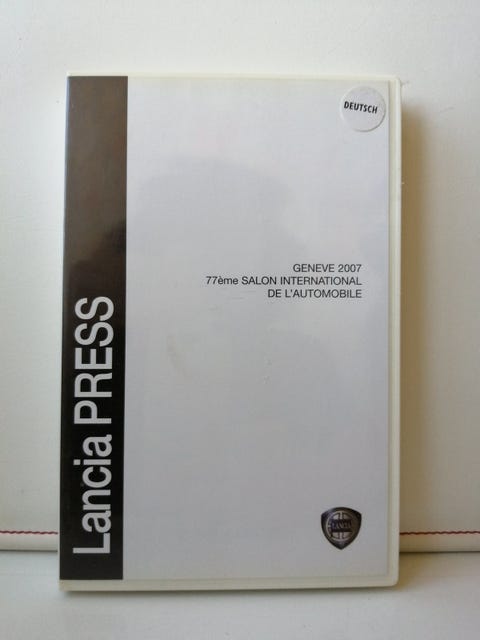 DEUTSCH
GENEVE 2007
77ème SALON INTERNATIONAL
DE L'AUTOMOBILE
Lancia PRESS
LANCIA